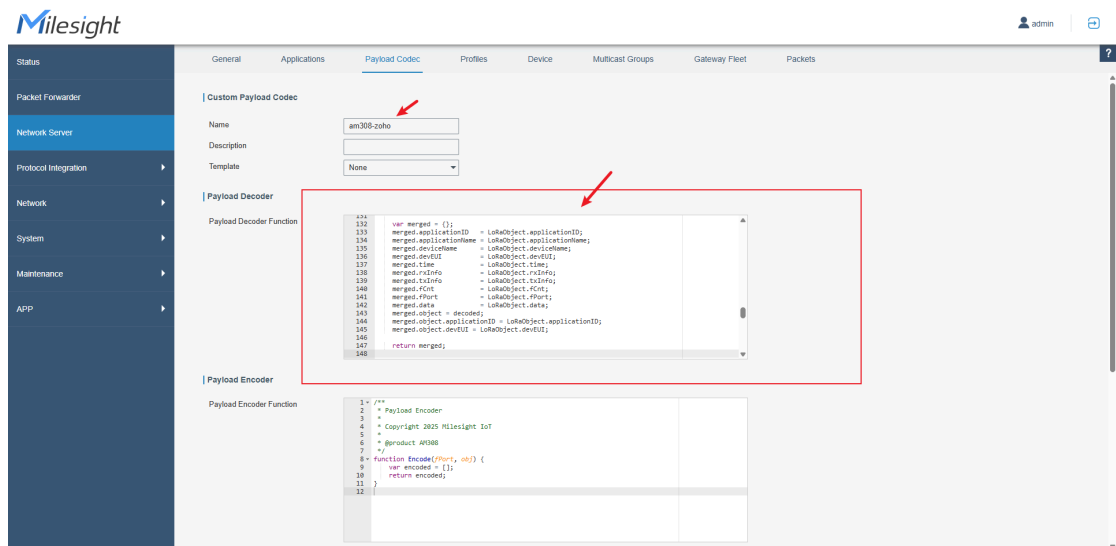 Milesight
admin
Status
Packet Forwarder
Network Server
Protocol Integration
Network
System
Maintenance
APP
General Applications Payload Codec Profiles Device Multicast Groups Gateway Fleet Packets
?
Custom Payload Codec
Name am308-zoho
Description
Template None
Payload Decoder
Payload Decoder Function
131
132 var merged = {};
133 merged.applicationID = LoRaObject.applicationID;
134 merged.applicationName = LoRaObject.applicationName;
135 merged.deviceName = LoRaObject.deviceName;
136 merged.devEUI = LoRaObject.devEUI;
137 merged.time = LoRaObject.time;
138 merged.rxInfo = LoRaObject.rxInfo;
139 merged.txInfo = LoRaObject.txInfo;
140 merged.fCnt = LoRaObject.fCnt;
141 merged.fPort = LoRaObject.fPort;
142 merged.data = LoRaObject.data;
143 merged.object = decoded;
144 merged.object.applicationID = LoRaObject.applicationID;
145 merged.object.devEUI = LoRaObject.devEUI;
146
147 return merged;
148
Payload Encoder
Payload Encoder Function
1 /**
2 * Payload Encoder
3 *
4 * Copyright 2025 Milesight IoT
5 *
6 * @product AM308
7 */
8 function Encode(fPort, obj) {
9 var encoded = [];
10 return encoded;
11 }
12